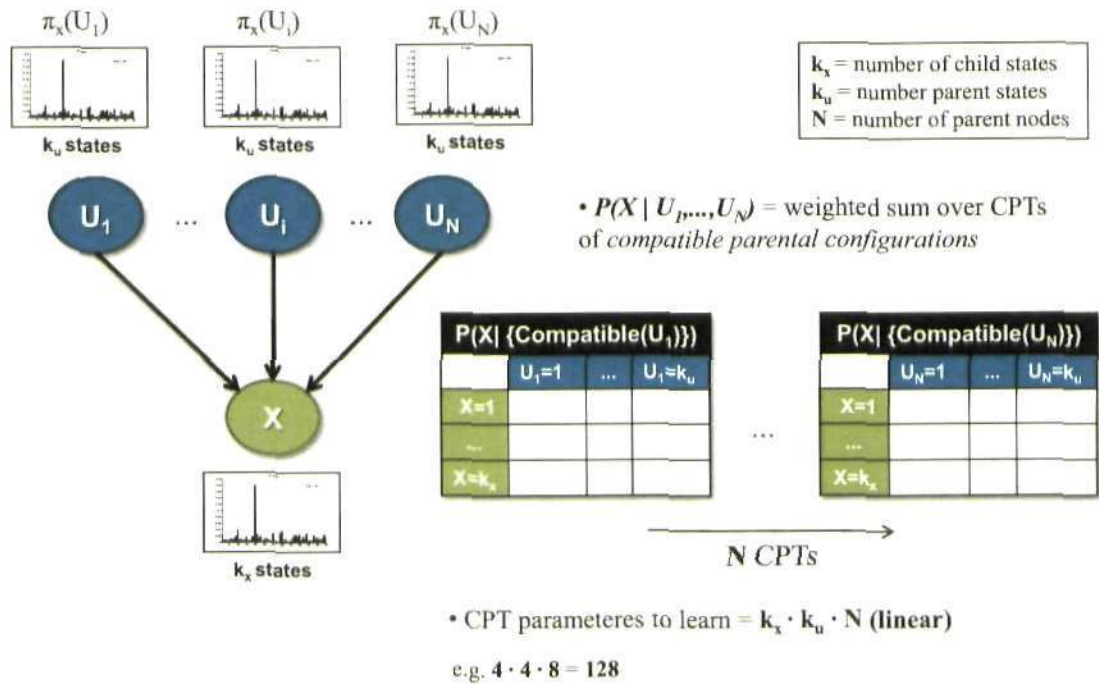 πx(U1) πx(Ui) πx(UN)
ku states ku states ku states
kx = number of child states
ku = number parent states
N = number of parent nodes
U1 ... Ui ... UN
• P(X | U1,...,UN) = weighted sum over CPTs
of compatible parental configurations
X
kx states
P(X| {Compatible(U1)})
U1=1 ... U1=ku
X=1
...
X=kx
...
P(X| {Compatible(UN)})
UN=1 ... UN=ku
X=1
...
X=kx
N CPTs
• CPT parameteres to learn = kx · ku · N (linear)
e.g. 4 · 4 · 8 = 128